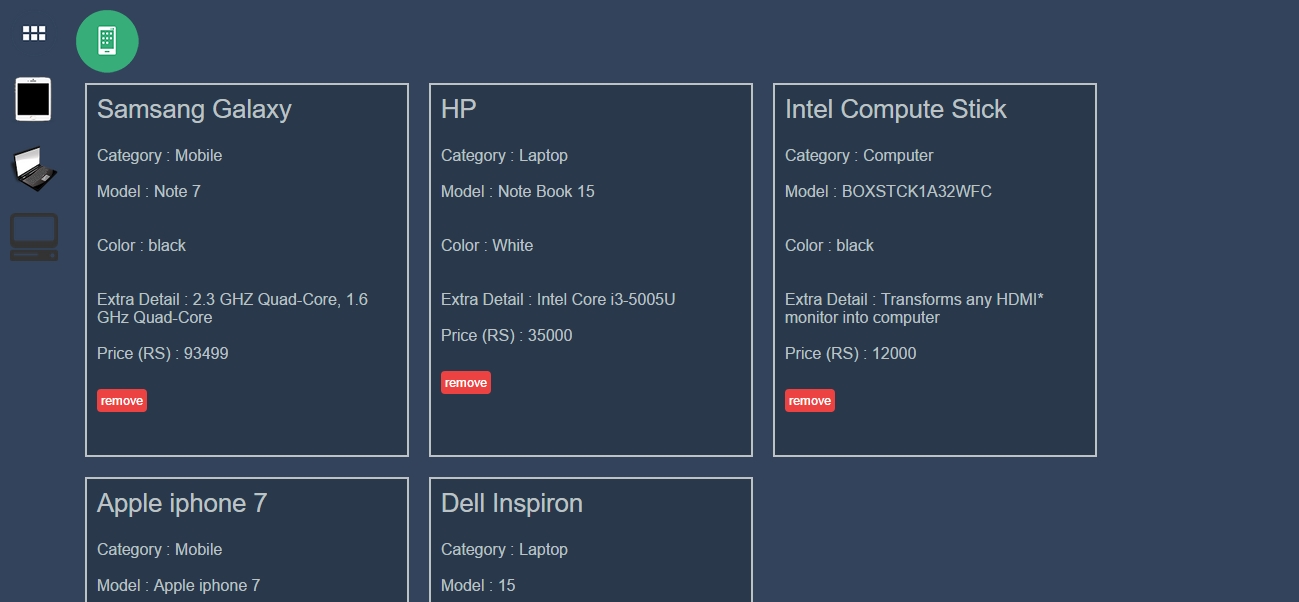 Samsang Galaxy
Category : Mobile
Model : Note 7
Color : black
Extra Detail : 2.3 GHZ Quad-Core, 1.6
GHz Quad-Core
Price (RS) : 93499
remove
HP
Category : Laptop
Model : Note Book 15
Color : White
Extra Detail : Intel Core i3-5005U
Price (RS) : 35000
remove
Intel Compute Stick
Category : Computer
Model : BOXSTCK1A32WFC
Color : black
Extra Detail : Transforms any HDMI*
monitor into computer
Price (RS) : 12000
remove
Apple iphone 7
Category : Mobile
Model : Apple iphone 7
Dell Inspiron
Category : Laptop
Model : 15